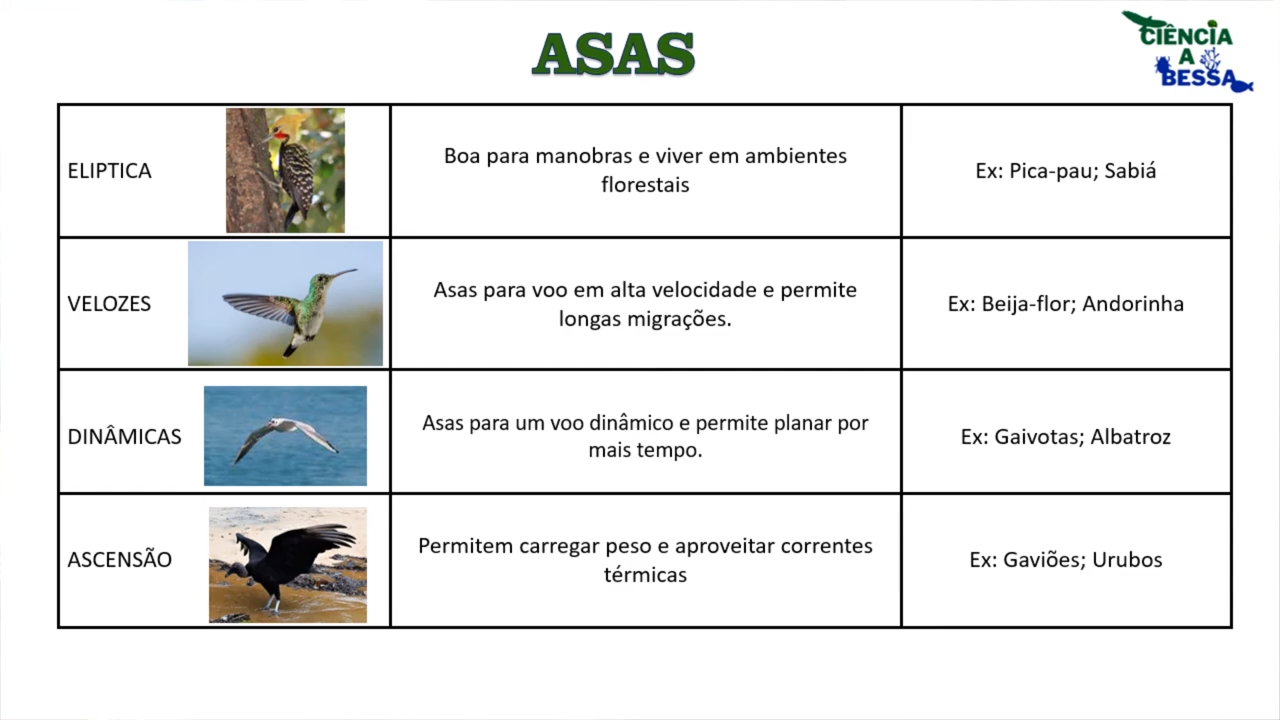 ASAS
CIÊNCIA
A
BESSA
ELIPTICA
Boa para manobras e viver em ambientes
florestais
Ex: Pica-pau; Sabiá
VELOZES
Asas para voo em alta velocidade e permite
longas migrações.
Ex: Beija-flor; Andorinha
DINÂMICAS
Asas para um voo dinâmico e permite planar por
mais tempo.
Ex: Gaivotas; Albatroz
ASCENSÃO
Permitem carregar peso e aproveitar correntes
térmicas
Ex: Gaviões; Urubos